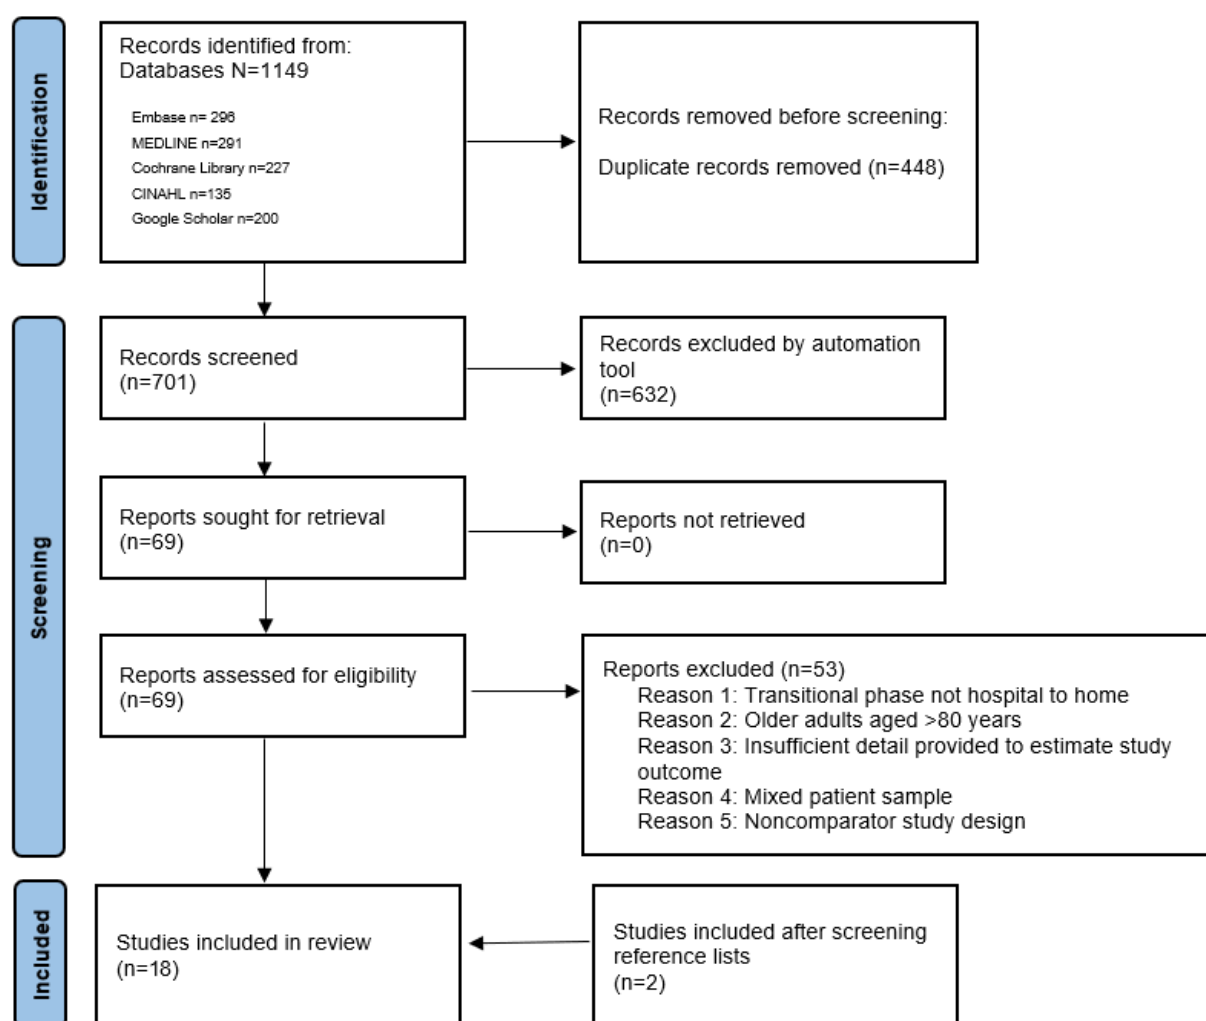 Identification
Records identified from:
Databases N=1149
Embase n= 296
MEDLINE n=291
Cochrane Library n=227
CINAHL n=135
Google Scholar n=200
Records removed before screening:
Duplicate records removed (n=448)
Screening
Records screened
(n=701)
Records excluded by automation
tool
(n=632)
Reports sought for retrieval
(n=69)
Reports not retrieved
(n=0)
Reports assessed for eligibility
(n=69)
Reports excluded (n=53)
Reason 1: Transitional phase not hospital to home
Reason 2: Older adults aged >80 years
Reason 3: Insufficient detail provided to estimate study
outcome
Reason 4: Mixed patient sample
Reason 5: Noncomparator study design
Included
Studies included in review
(n=18)
Studies included after screening
reference lists
(n=2)